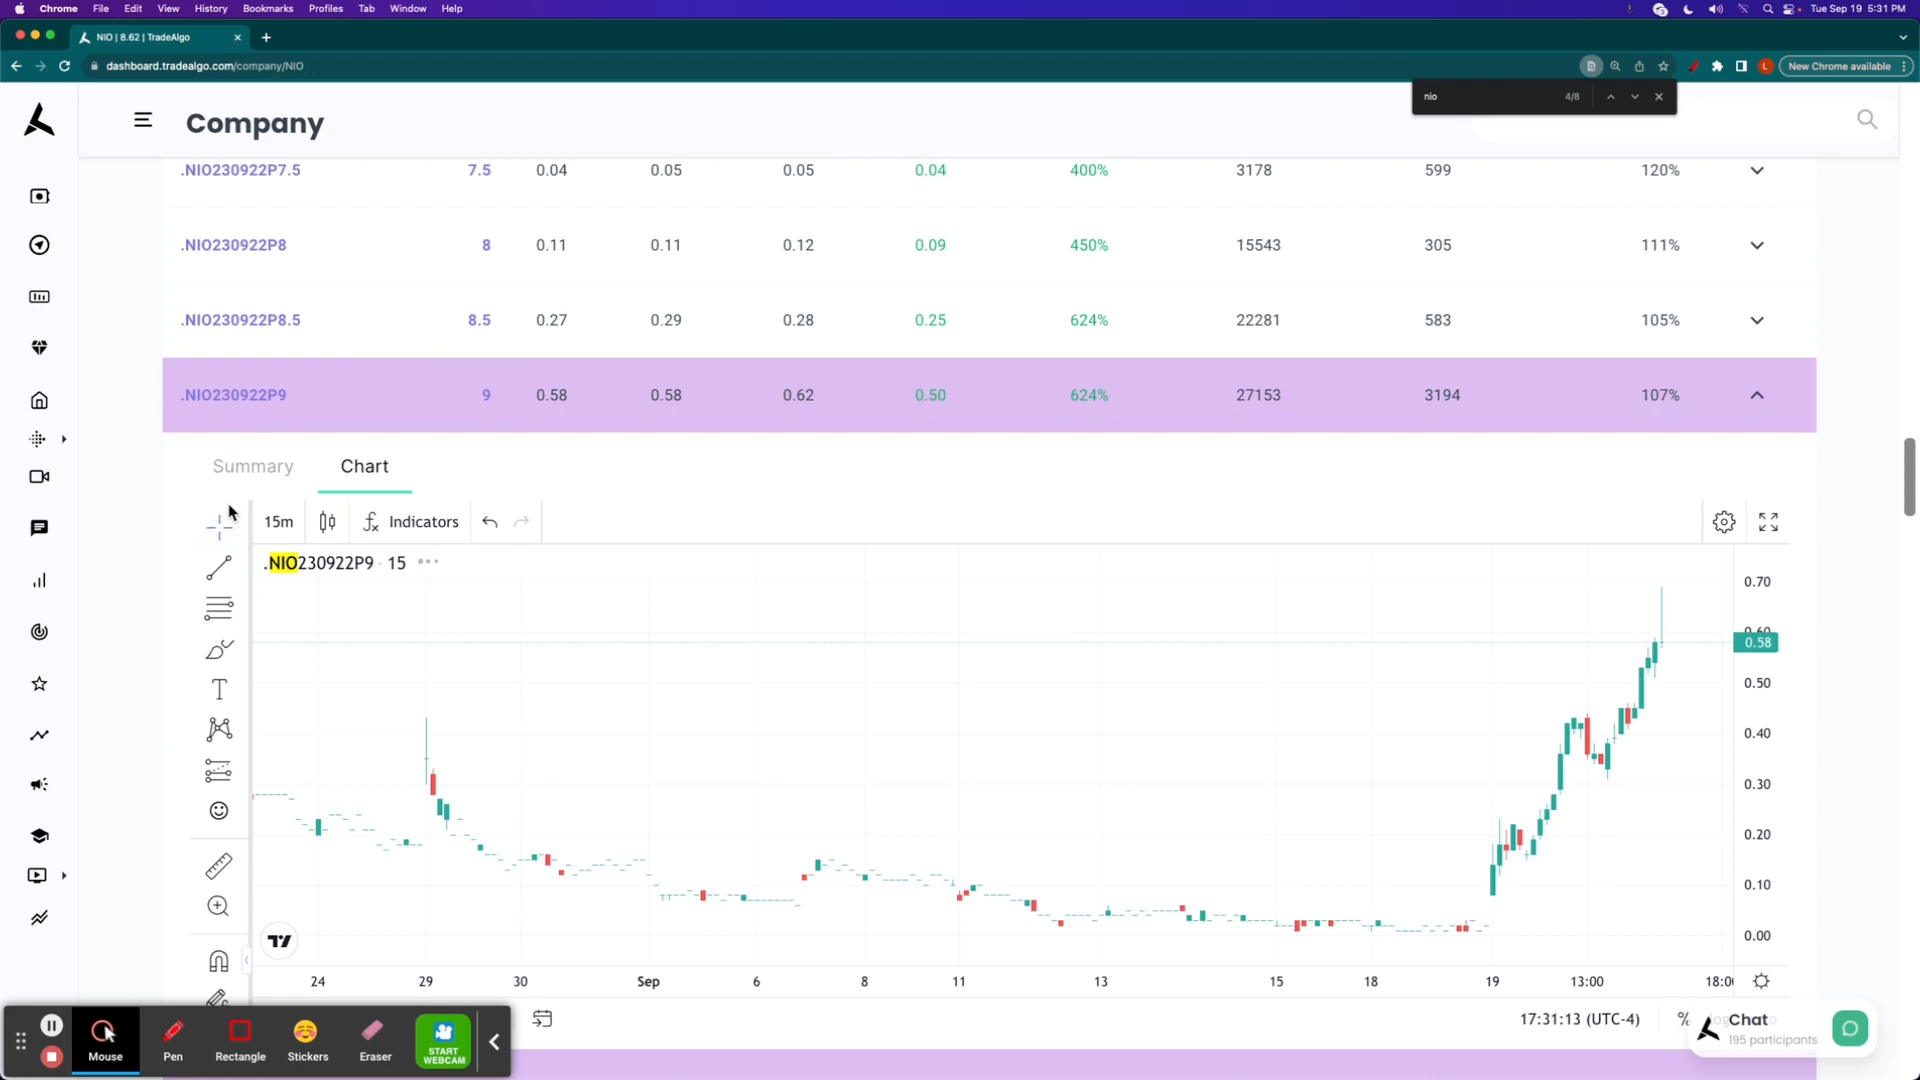 Chrome File Edit View History Bookmarks Profiles Tab Window Help Tue Sep 19 5:31 PM
NIO | 8.62 | TradeAlgo
dashboard.tradealgo.com/company/NIO L New Chrome available
nio 4/8
Company
.NIO230922P7.5 7.5 0.04 0.05 0.05 0.04 400% 3178 599 120%
.NIO230922P8 8 0.11 0.11 0.12 0.09 450% 15543 305 111%
.NIO230922P8.5 8.5 0.27 0.29 0.28 0.25 624% 22281 583 105%
.NIO230922P9 9 0.58 0.58 0.62 0.50 624% 27153 3194 107%
Summary Chart
15m Indicators
.NIO230922P9 · 15
0.70
0.60
0.58
0.50
0.40
0.30
0.20
0.10
0.00
24 29 30 Sep 6 8 11 13 15 18 19 13:00 18:00
17:31:13 (UTC-4) %
Chat
195 participants
Mouse Pen Rectangle Stickers Eraser START WEBCAM